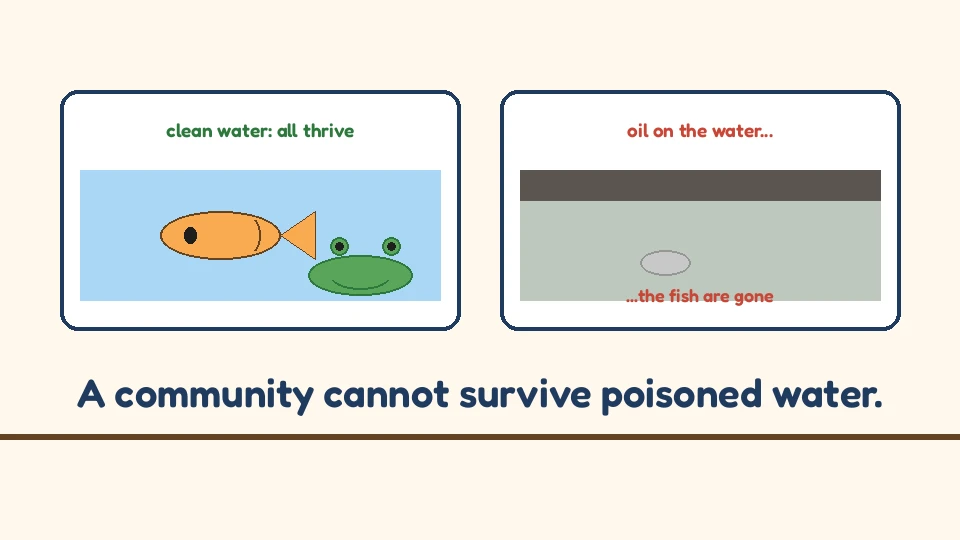 clean water: all thrive
oil on the water...
...the fish are gone
A community cannot survive poisoned water.